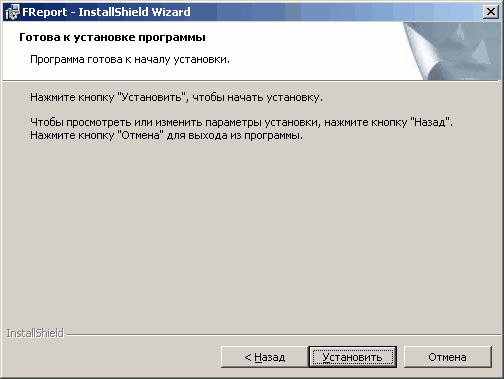 FReport - InstallShield Wizard
Готова к установке программы
Программа готова к началу установки.
Нажмите кнопку "Установить", чтобы начать установку.
Чтобы просмотреть или изменить параметры установки, нажмите кнопку "Назад".
Нажмите кнопку "Отмена" для выхода из программы.
InstallShield
< Назад
Установить
Отмена